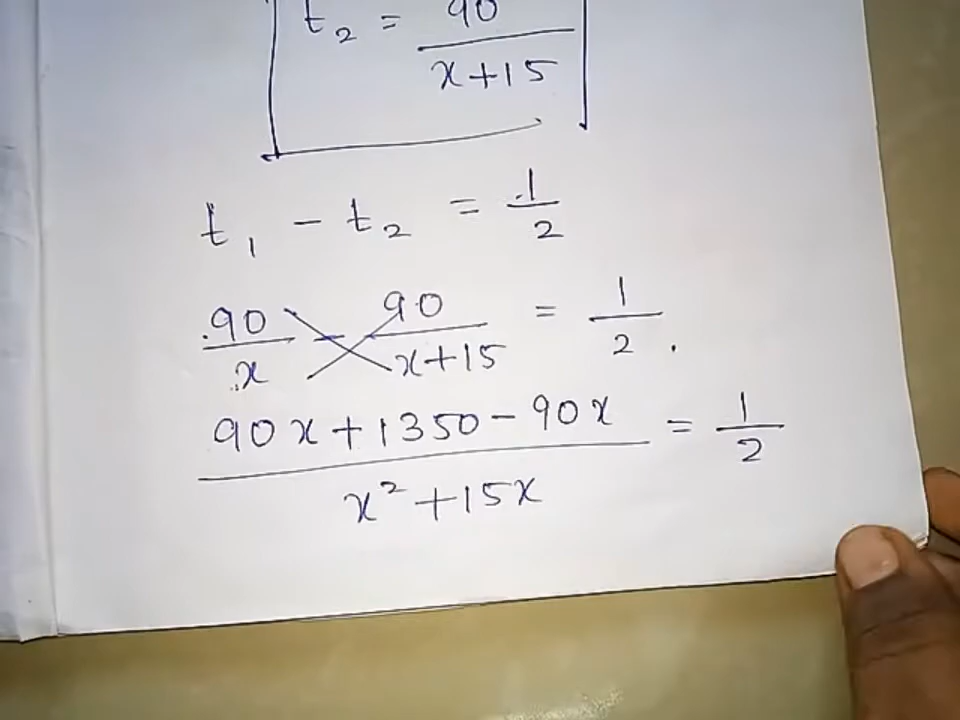 t₂ = 90/(x+15)
t₁ - t₂ = 1/2
90/x - 90/(x+15) = 1/2.
(90x+1350-90x)/(x²+15x) = 1/2